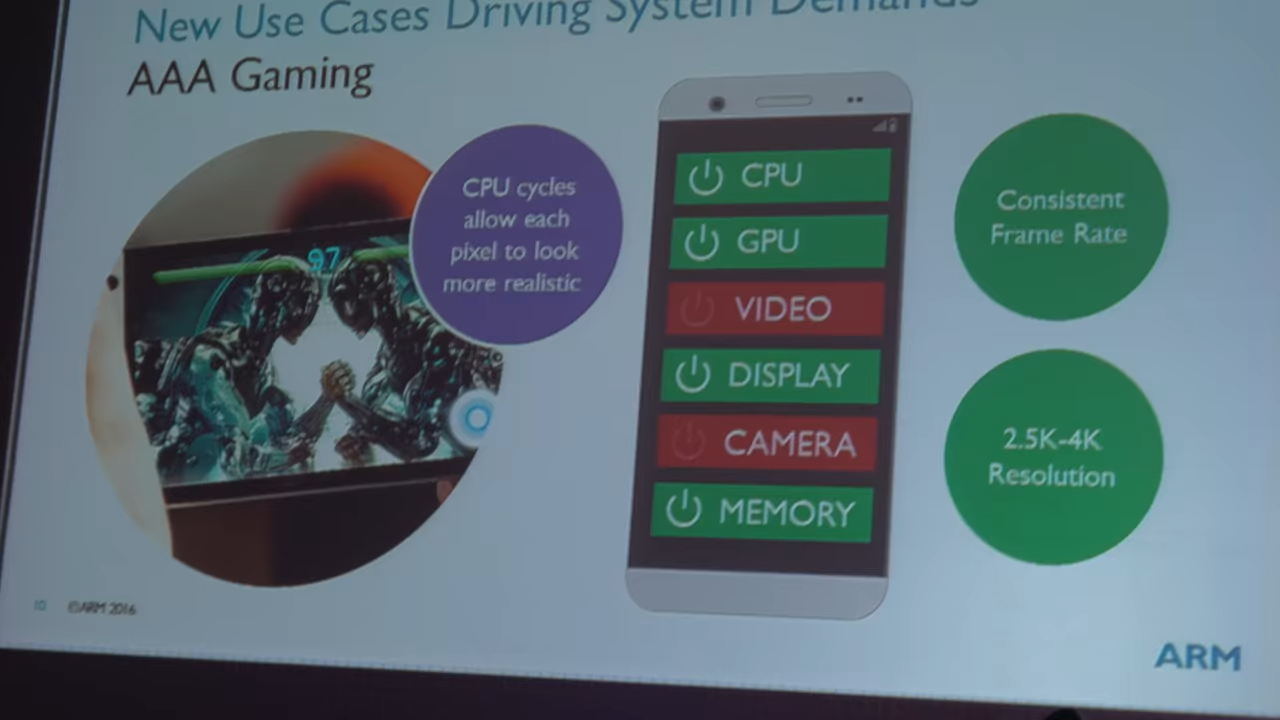 New Use Cases Driving System Demands
AAA Gaming
97
CPU cycles
allow each
pixel to look
more realistic
CPU
GPU
VIDEO
DISPLAY
CAMERA
MEMORY
Consistent
Frame Rate
2.5K-4K
Resolution
10 ©ARM 2016
ARM